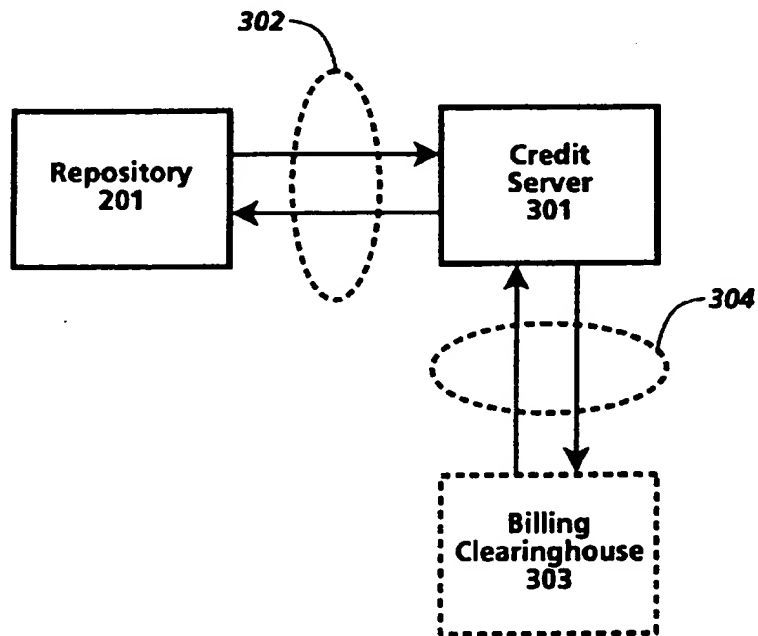 302
Repository
201
Credit
Server
301
304
Billing
Clearinghouse
303